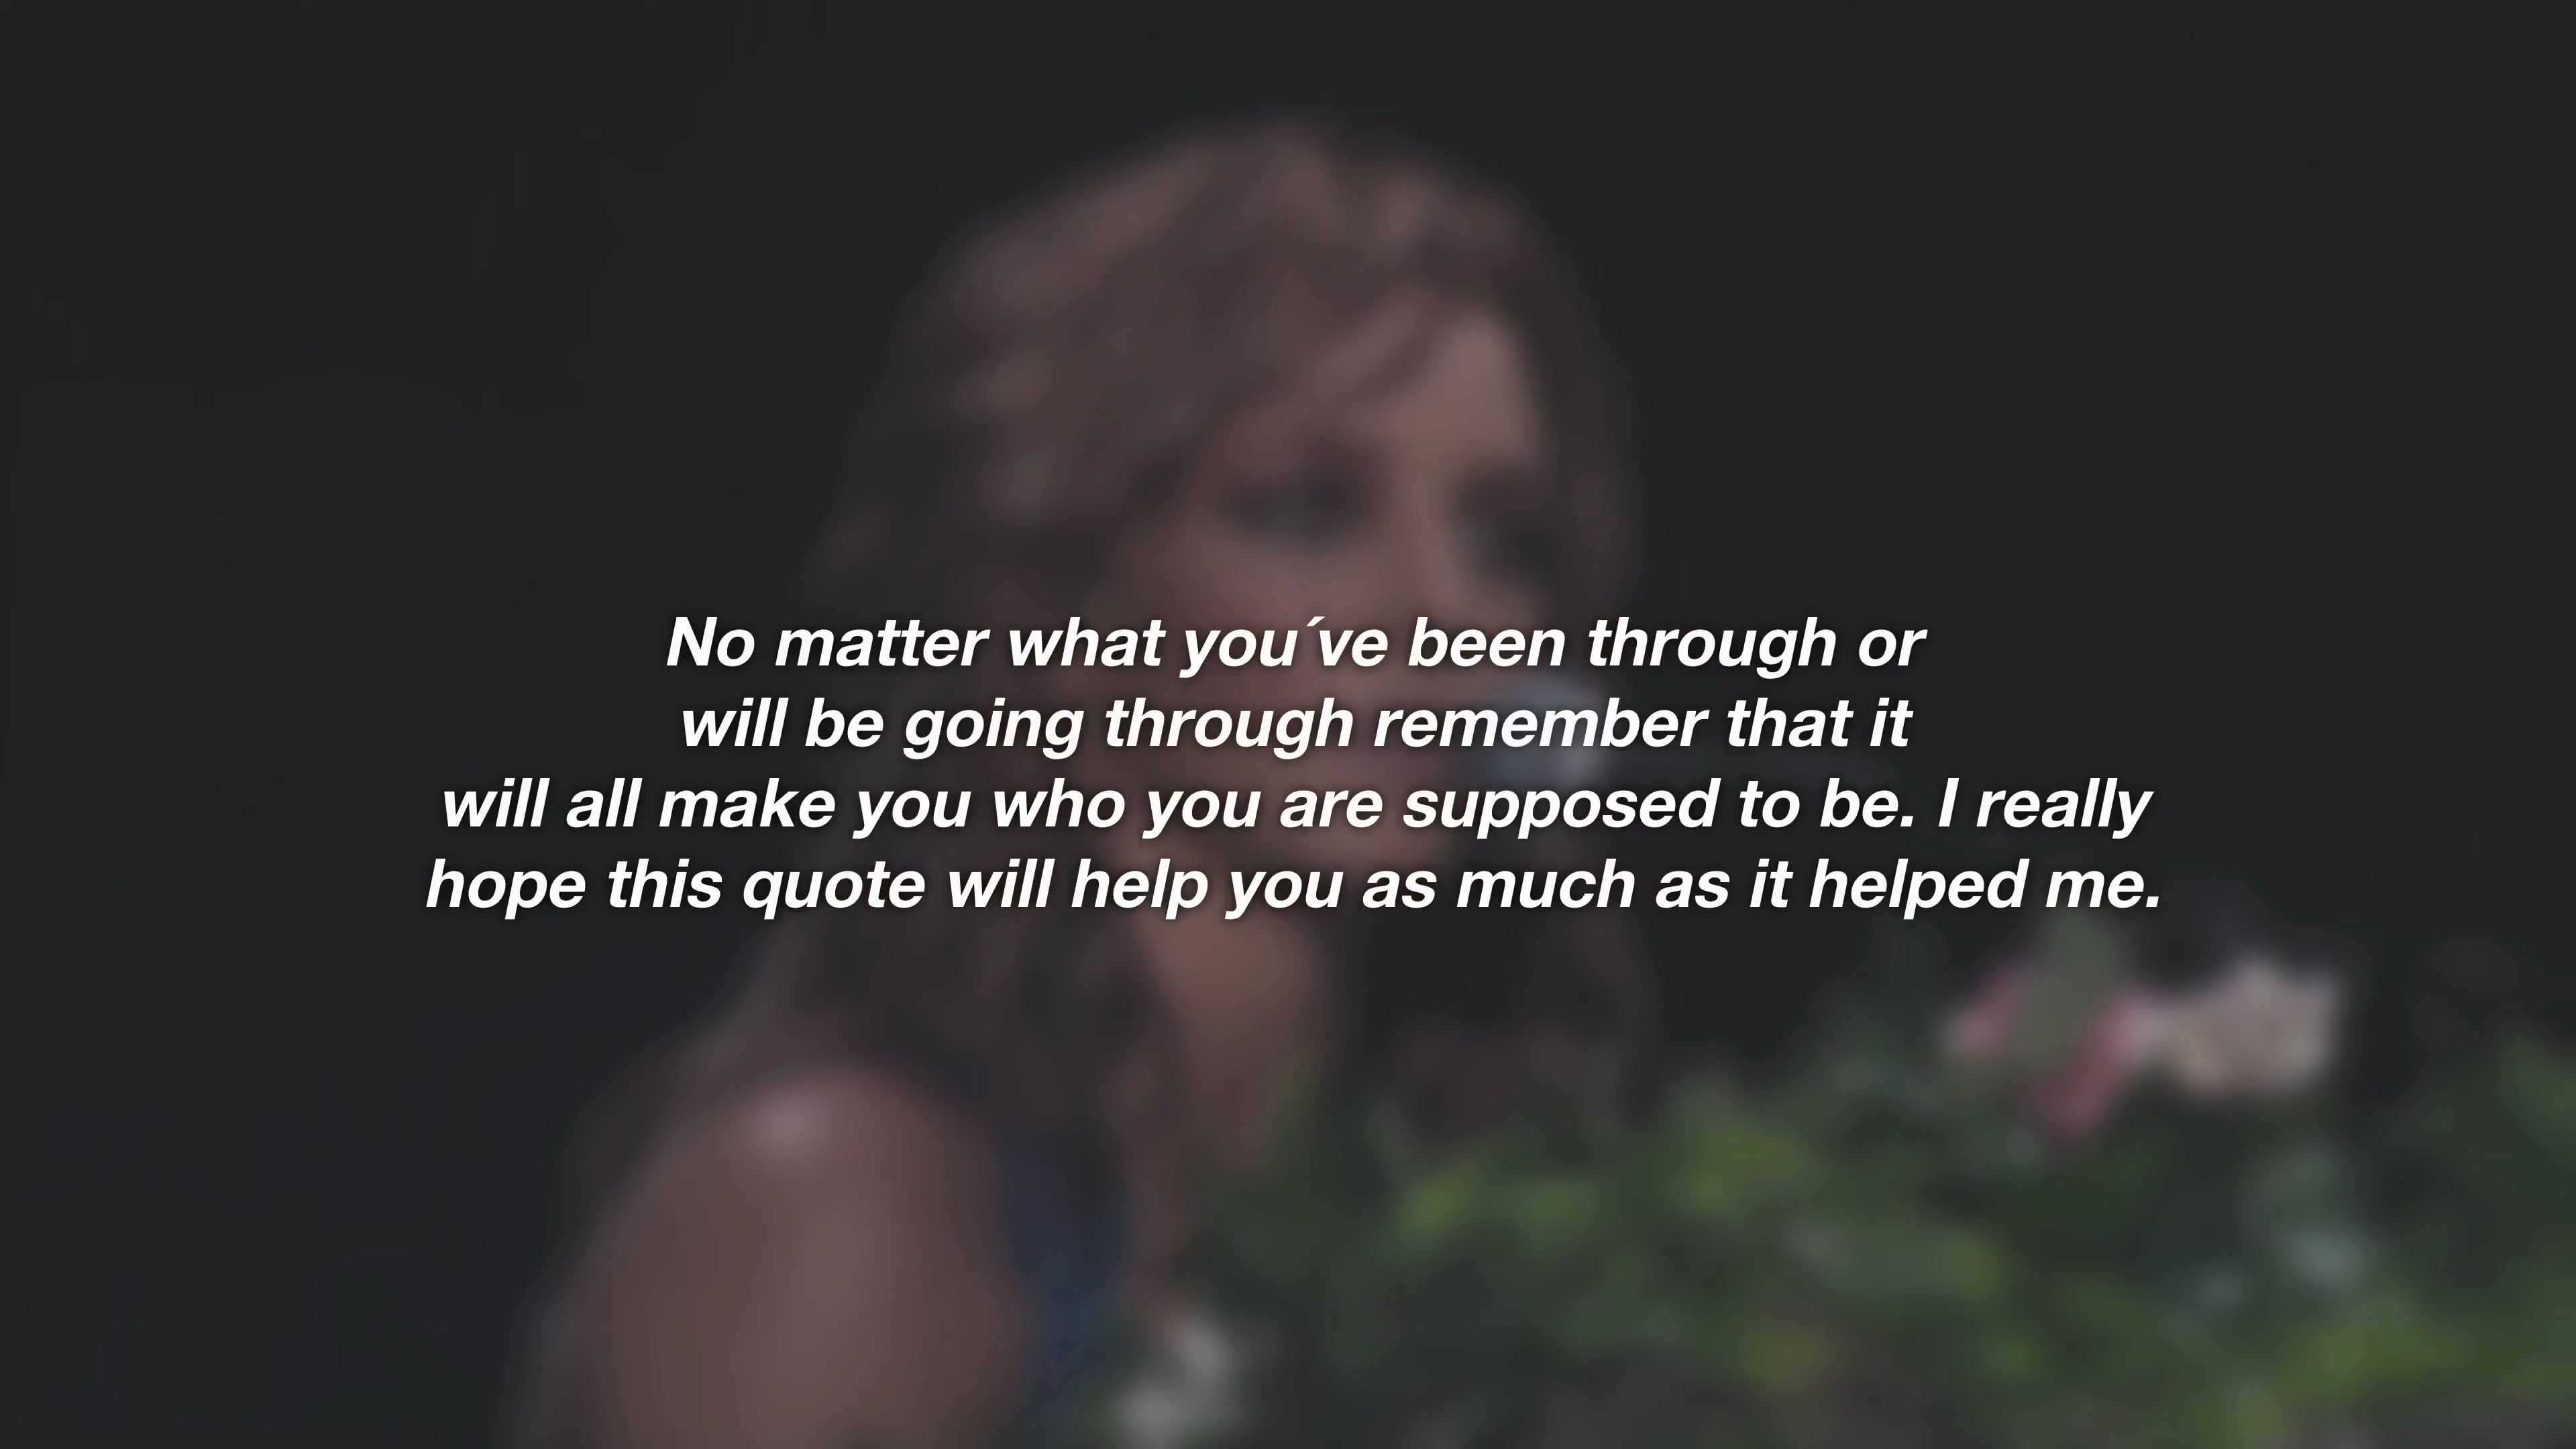 No matter what you´ve been through or
will be going through remember that it
will all make you who you are supposed to be. I really
hope this quote will help you as much as it helped me.